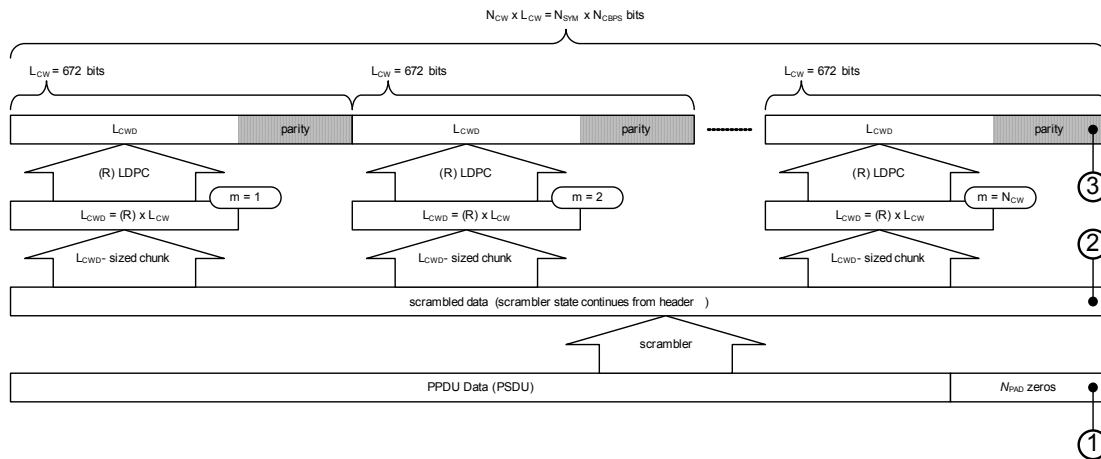 N_CW x L_CW = N_SYM x N_CBPS bits
L_CW = 672 bits L_CW = 672 bits L_CW = 672 bits
L_CWD parity L_CWD parity L_CWD parity
(R) LDPC (R) LDPC (R) LDPC
3
m = 1 m = 2 m = N_CW
L_CWD = (R) x L_CW L_CWD = (R) x L_CW L_CWD = (R) x L_CW
2
L_CWD- sized chunk L_CWD- sized chunk L_CWD- sized chunk
scrambled data (scrambler state continues from header )
scrambler
PPDU Data (PSDU) N_PAD zeros
1